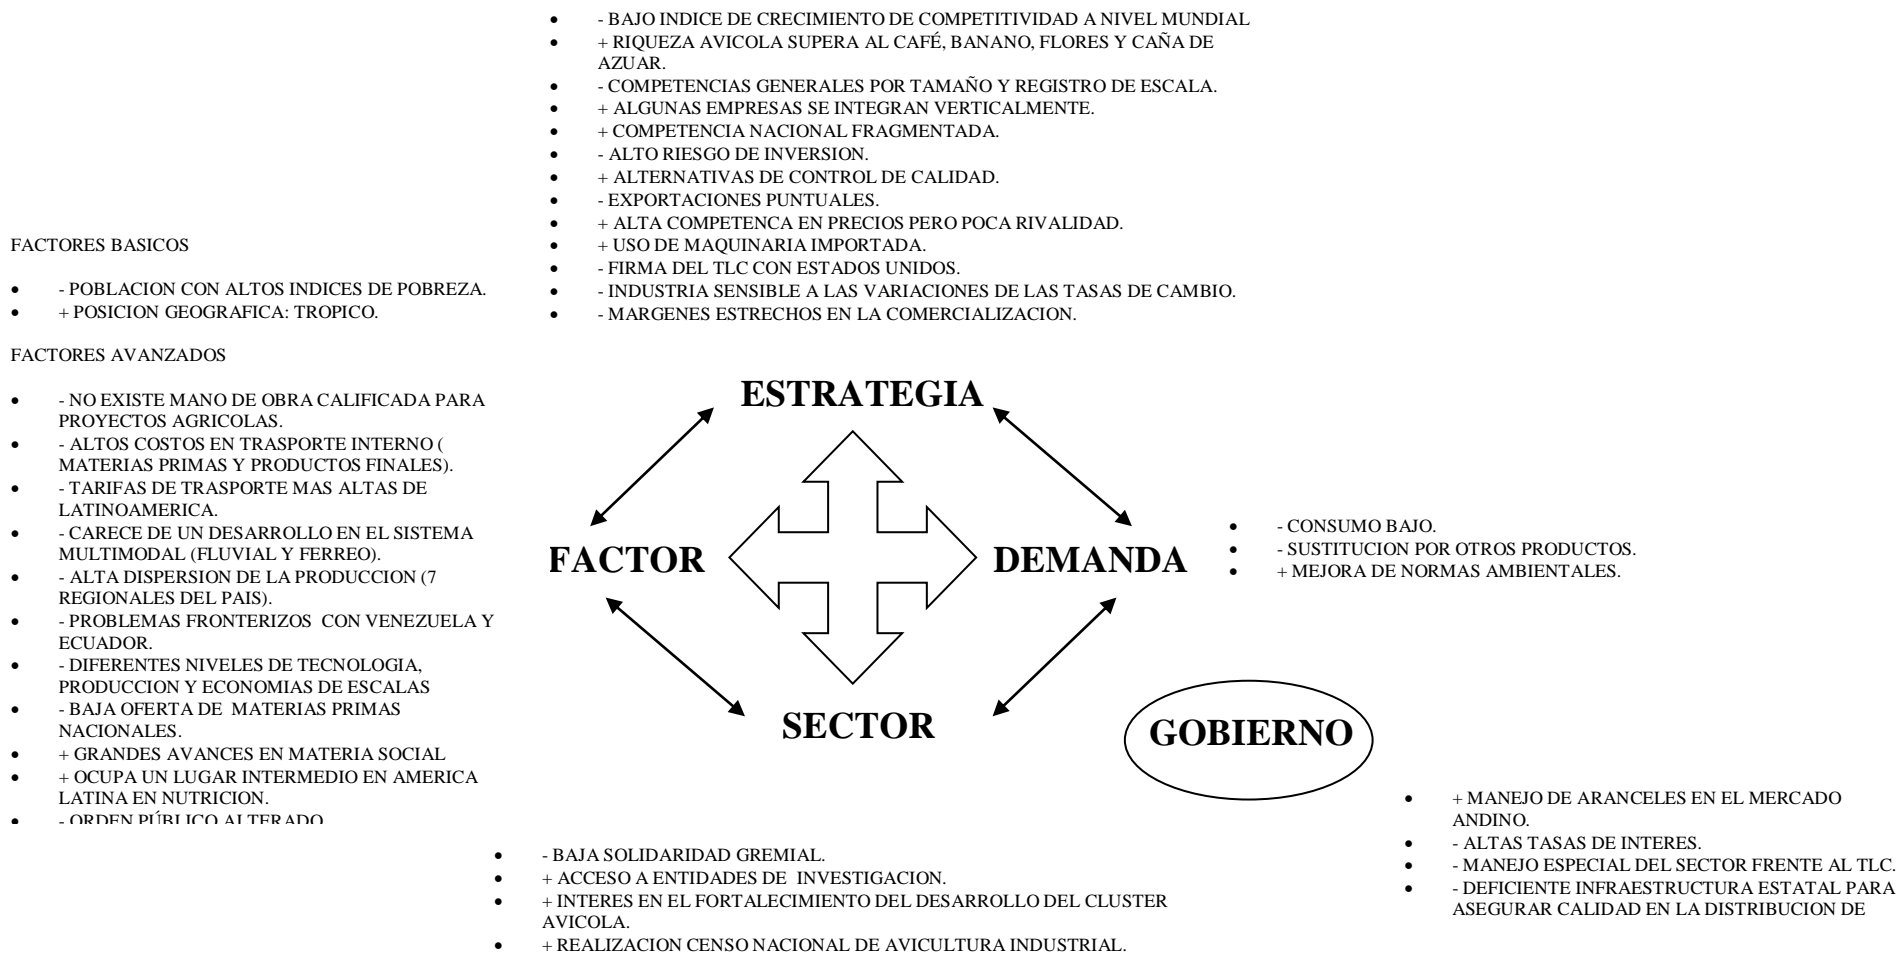 • - BAJO INDICE DE CRECIMIENTO DE COMPETITIVIDAD A NIVEL MUNDIAL
• + RIQUEZA AVICOLA SUPERA AL CAFÉ, BANANO, FLORES Y CAÑA DE
AZUAR.
• - COMPETENCIAS GENERALES POR TAMAÑO Y REGISTRO DE ESCALA.
• + ALGUNAS EMPRESAS SE INTEGRAN VERTICALMENTE.
• + COMPETENCIA NACIONAL FRAGMENTADA.
• - ALTO RIESGO DE INVERSION.
• + ALTERNATIVAS DE CONTROL DE CALIDAD.
• - EXPORTACIONES PUNTUALES.
• + ALTA COMPETENCA EN PRECIOS PERO POCA RIVALIDAD.
• + USO DE MAQUINARIA IMPORTADA.
• - FIRMA DEL TLC CON ESTADOS UNIDOS.
• - INDUSTRIA SENSIBLE A LAS VARIACIONES DE LAS TASAS DE CAMBIO.
• - MARGENES ESTRECHOS EN LA COMERCIALIZACION.
FACTORES BASICOS
• - POBLACION CON ALTOS INDICES DE POBREZA.
• + POSICION GEOGRAFICA: TROPICO.
FACTORES AVANZADOS
• - NO EXISTE MANO DE OBRA CALIFICADA PARA
PROYECTOS AGRICOLAS.
• - ALTOS COSTOS EN TRASPORTE INTERNO (
MATERIAS PRIMAS Y PRODUCTOS FINALES).
• - TARIFAS DE TRASPORTE MAS ALTAS DE
LATINOAMERICA.
• - CARECE DE UN DESARROLLO EN EL SISTEMA
MULTIMODAL (FLUVIAL Y FERREO).
• - ALTA DISPERSION DE LA PRODUCCION (7
REGIONALES DEL PAIS).
• - PROBLEMAS FRONTERIZOS CON VENEZUELA Y
ECUADOR.
• - DIFERENTES NIVELES DE TECNOLOGIA,
PRODUCCION Y ECONOMIAS DE ESCALAS
• - BAJA OFERTA DE MATERIAS PRIMAS
NACIONALES.
• + GRANDES AVANCES EN MATERIA SOCIAL
• + OCUPA UN LUGAR INTERMEDIO EN AMERICA
LATINA EN NUTRICION.
• - ORDEN PÚBLICO ALTERADO
ESTRATEGIA
FACTOR
DEMANDA
SECTOR
GOBIERNO
• - CONSUMO BAJO.
• - SUSTITUCION POR OTROS PRODUCTOS.
• + MEJORA DE NORMAS AMBIENTALES.
• + MANEJO DE ARANCELES EN EL MERCADO
ANDINO.
• - ALTAS TASAS DE INTERES.
• - MANEJO ESPECIAL DEL SECTOR FRENTE AL TLC.
• - DEFICIENTE INFRAESTRUCTURA ESTATAL PARA
ASEGURAR CALIDAD EN LA DISTRIBUCION DE
• - BAJA SOLIDARIDAD GREMIAL.
• + ACCESO A ENTIDADES DE INVESTIGACION.
• + INTERES EN EL FORTALECIMIENTO DEL DESARROLLO DEL CLUSTER
AVICOLA.
• + REALIZACION CENSO NACIONAL DE AVICULTURA INDUSTRIAL.